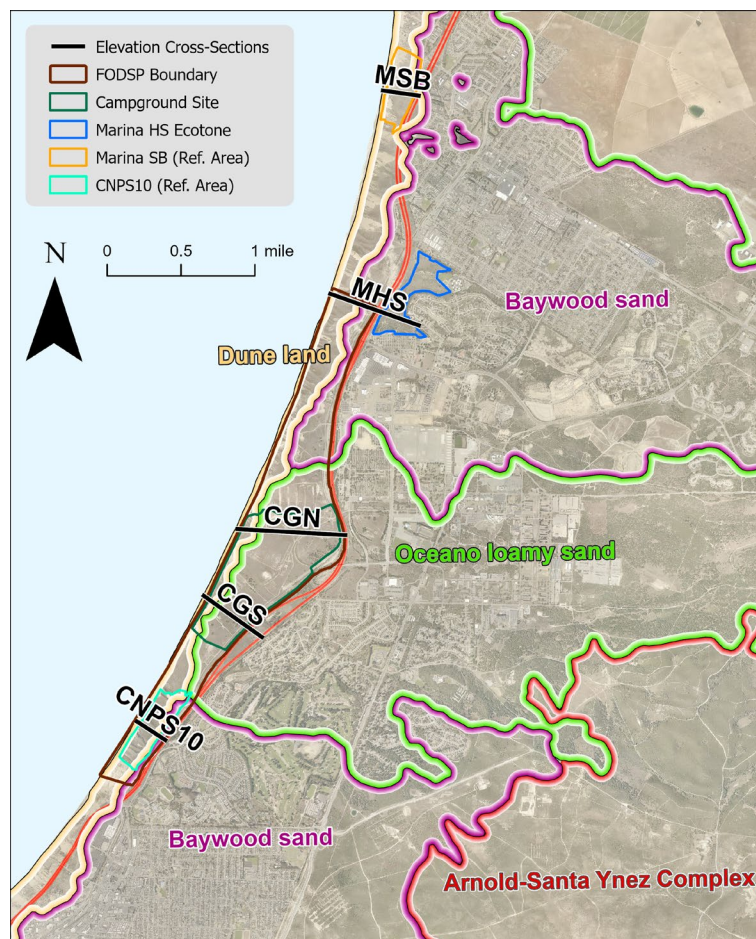 Elevation Cross-Sections
FODSP Boundary
Campground Site
Marina HS Ecotone
Marina SB (Ref. Area)
CNPS10 (Ref. Area)
MSB
N
0 0.5 1 mile
MHS
Baywood sand
Dune land
CGN
Oceano loamy sand
CGS
CNPS10
Baywood sand
Arnold-Santa Ynez Complex